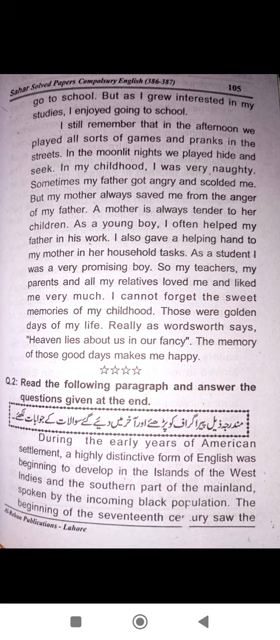 Sahar Solved Papers Compulsory English (386-387)
105
go to school. But as I grew interested in my
studies, I enjoyed going to school.
I still remember that in the afternoon we
played all sorts of games and pranks in the
streets. In the moonlit nights we played hide and
seek. In my childhood, I was very naughty.
Sometimes my father got angry and scolded me.
But my mother always saved me from the anger
of my father. A mother is always tender to her
children. As a young boy, I often helped my
father in his work. I also gave a helping hand to
my mother in her household tasks. As a student I
was a very promising boy. So my teachers, my
parents and all my relatives loved me and liked
me very much. I cannot forget the sweet
memories of my childhood. Those were golden
days of my life. Really as wordsworth says,
"Heaven lies about us in our fancy". The memory
of those good days makes me happy.
☆☆☆☆
Q.2: Read the following paragraph and answer the
questions given at the end.
مندرجہ ذیل پیراگراف کو پڑھئے اور آخر میں دیئے گئے سوالات کے جوابات لکھئے۔
During the early years of American
settlement, a highly distinctive form of English was
beginning to develop in the Islands of the West
Indies and the southern part of the mainland,
spoken by the incoming black population. The
beginning of the seventeenth century saw the
Publications - Lahore